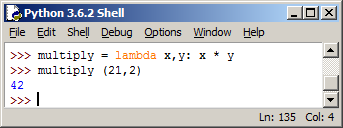 Python 3.6.2 Shell
File Edit Shell Debug Options Window Help
>>> multiply = lambda x,y: x * y
>>> multiply (21,2)
42
>>>
Ln: 135 Col: 4